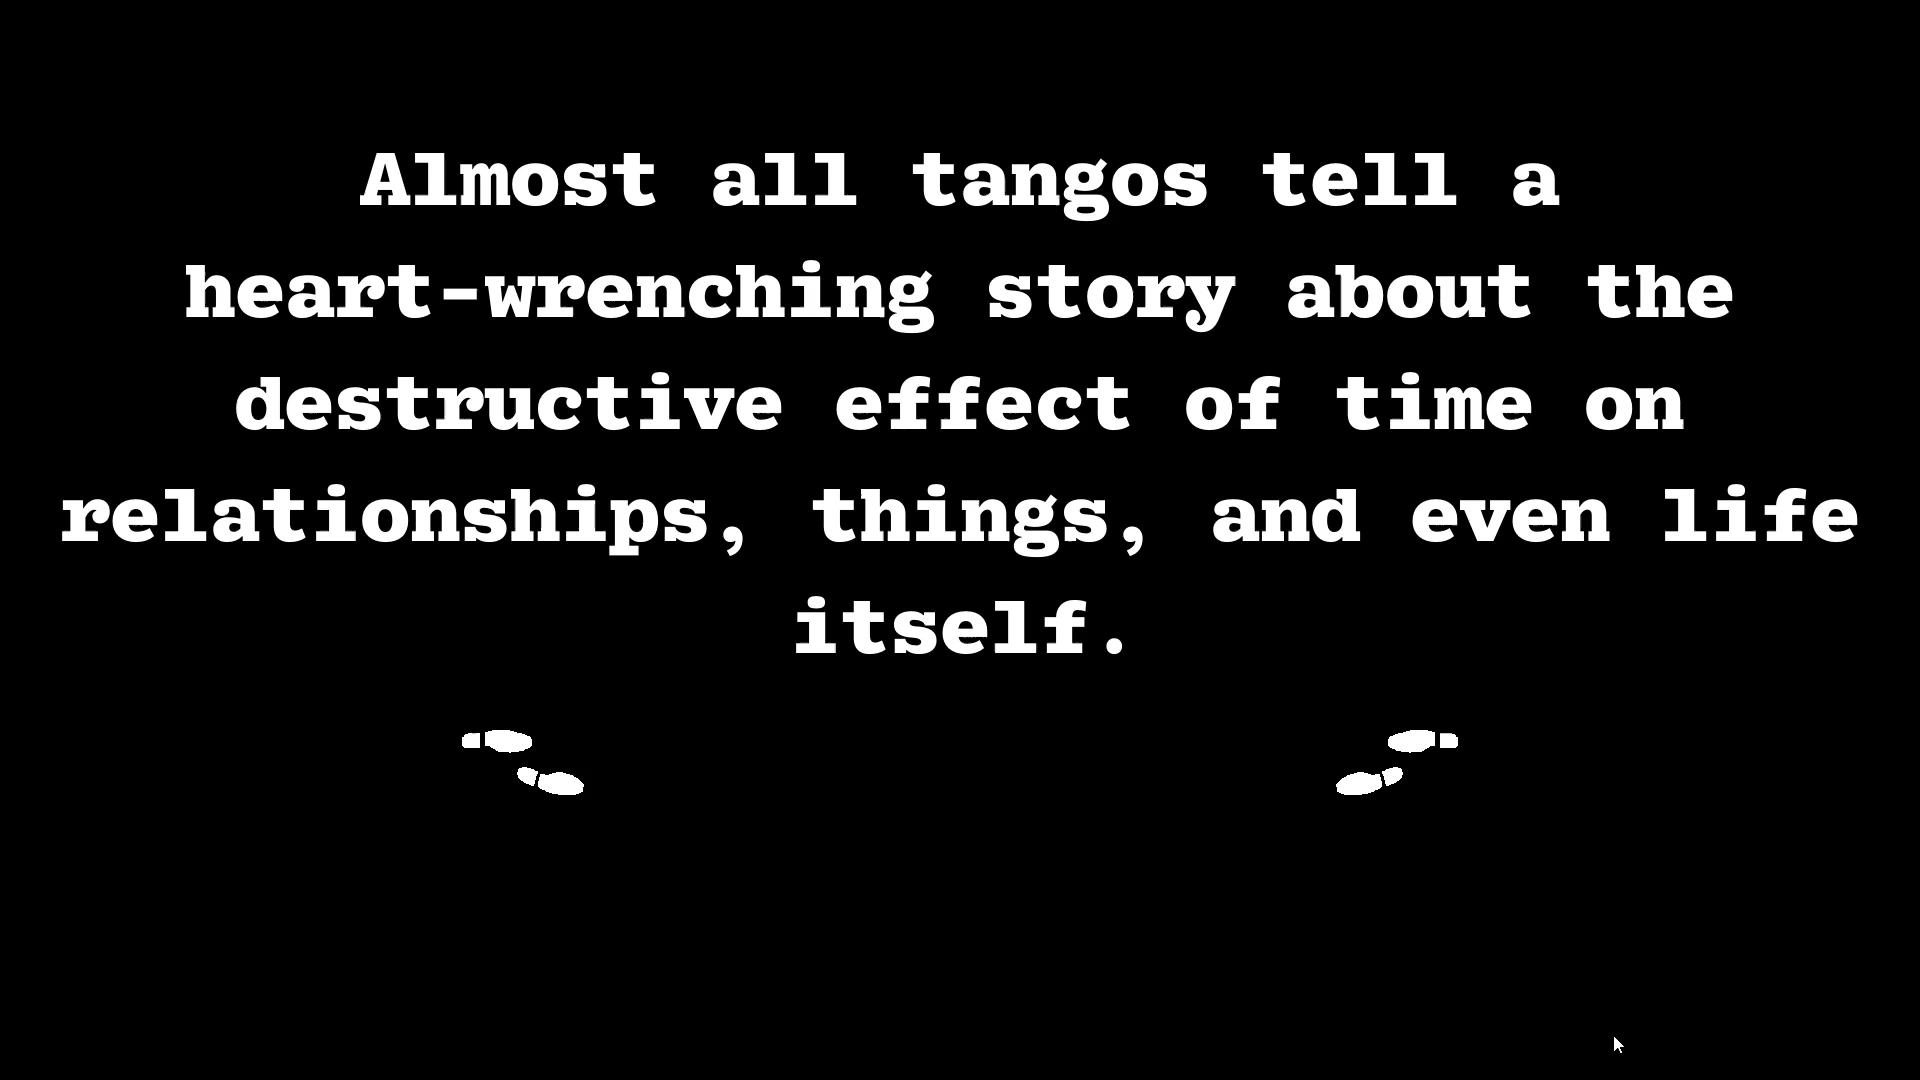 Almost all tangos tell a
heart-wrenching story about the
destructive effect of time on
relationships, things, and even life
itself.